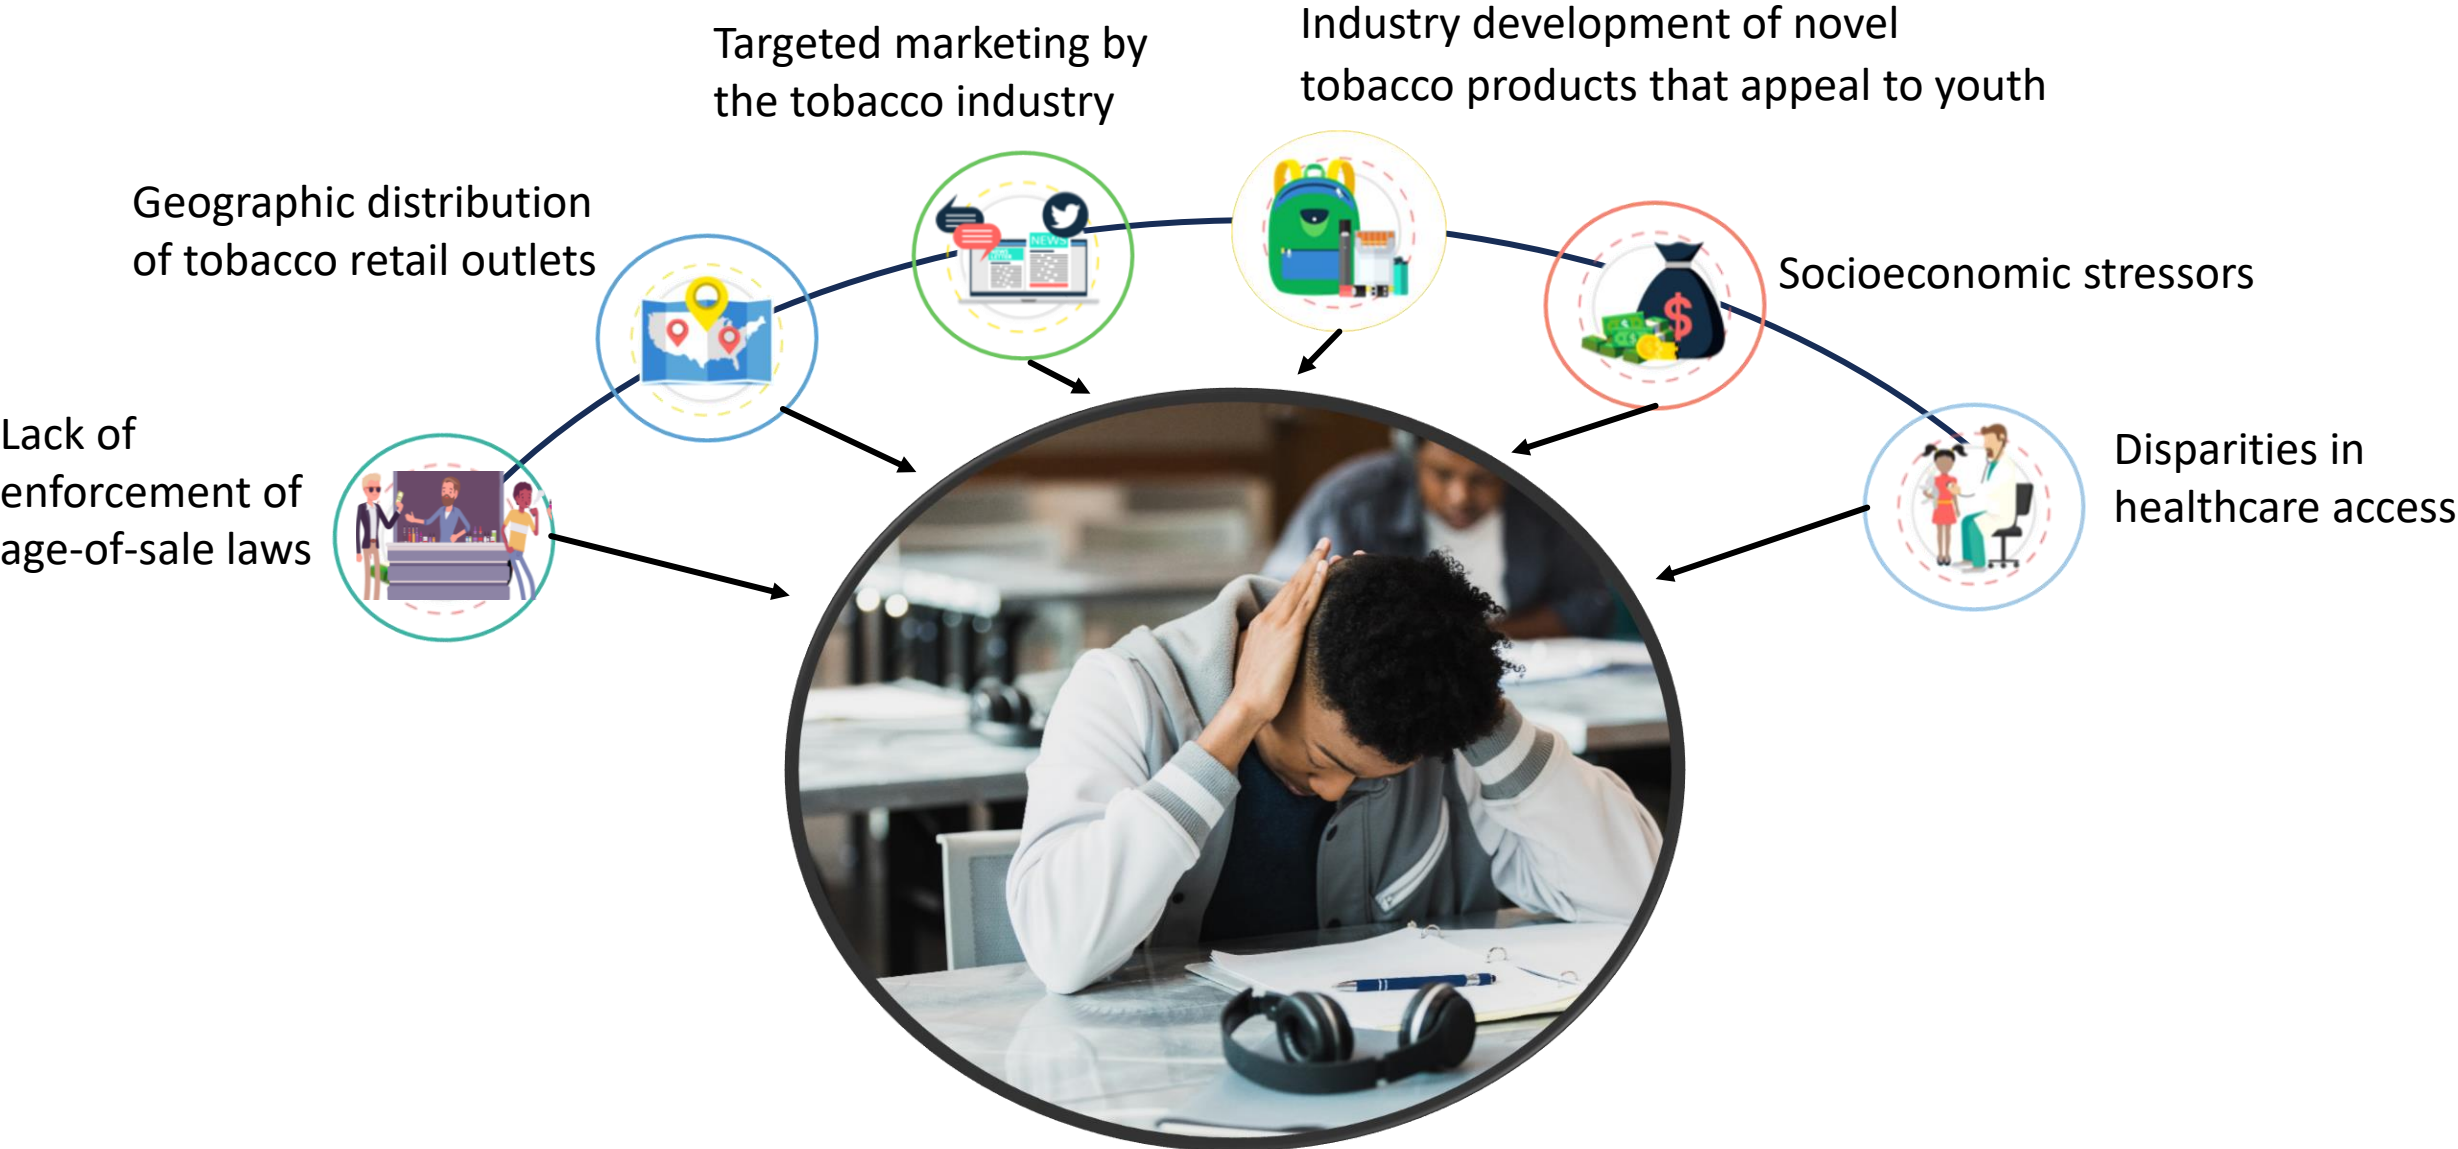 Industry development of novel
tobacco products that appeal to youth
Targeted marketing by
the tobacco industry
Geographic distribution
of tobacco retail outlets
NEWS
Socioeconomic stressors
$
Lack of
enforcement of
age-of-sale laws
Disparities in
healthcare access